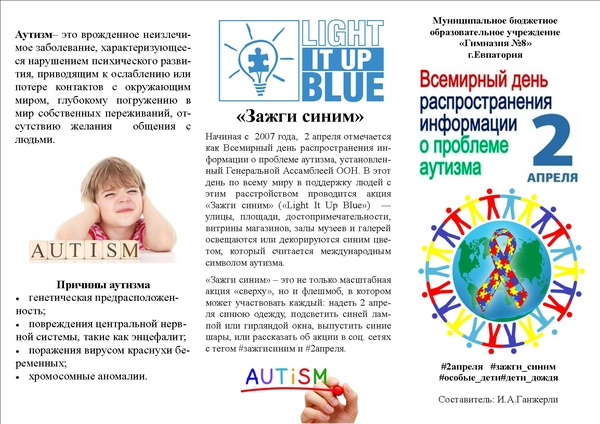 Аутизм– это врожденное неизлечи-
мое заболевание, характеризующее-
ся нарушением психического разви-
тия, приводящим к ослаблению или
потере контактов с окружающим
миром, глубокому погружению в
мир собственных переживаний, от-
сутствию желания общения с
людьми.
AUTISM
Причины аутизма
• генетическая предрасположен-
ность;
• повреждения центральной нерв-
ной системы, такие как энцефалит;
• поражения вирусом краснухи бе-
ременных;
• хромосомные аномалии.
LIGHT
IT UP
BLUE
«Зажги синим»
Начиная с 2007 года, 2 апреля отмечается
как Всемирный день распространения ин-
формации о проблеме аутизма, установлен-
ный Генеральной Ассамблеей ООН. В этот
день по всему миру в поддержку людей с
этим расстройством проводится акция
«Зажги синим» («Light It Up Blue») —
улицы, площади, достопримечательности,
витрины магазинов, залы музеев и галерей
освещаются или декорируются синим цве-
том, который считается международным
символом аутизма.
«Зажги синим» – это не только масштабная
акция «сверху», но и флешмоб, в котором
может участвовать каждый: надеть 2 апре-
ля синюю одежду, подсветить синей лам-
пой или гирляндой окна, выпустить синие
шары, или рассказать об акции в соц. сетях
с тегом #зажгисиним и #2апреля.
AUTiSM
Муниципальное бюджетное
образовательное учреждение
«Гимназия №8»
г.Евпатория
Всемирный день
распространения
информации
о проблеме
аутизма
2
АПРЕЛЯ
#2апреля #зажги_синим
#особые_дети#дети_дождя
Составитель: И.А.Ганжерли